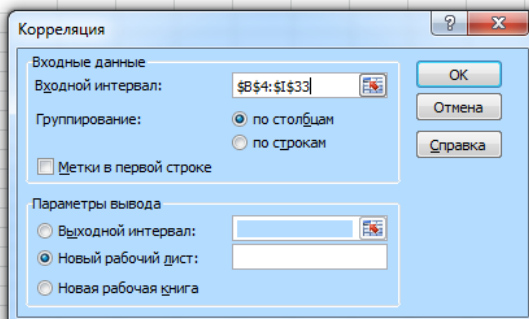 Корреляция
Входные данные
Входной интервал: $B$4:$I$33
Группирование: по столбцам
по строкам
Метки в первой строке
Параметры вывода
Выходной интервал:
Новый рабочий лист:
Новая рабочая книга
OK
Отмена
Справка